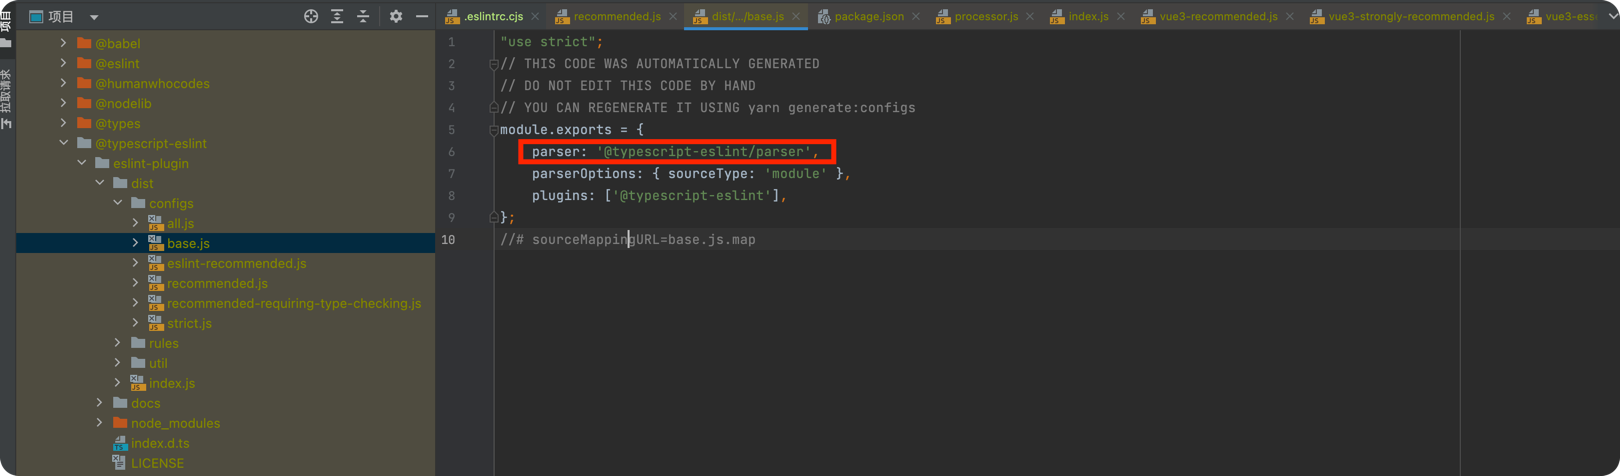 项目
项目
拉取请求
.eslintrc.cjs
recommended.js
dist/.../base.js
package.json
processor.js
index.js
vue3-recommended.js
vue3-strongly-recommended.js
vue3-ess
@babel
@eslint
@humanwhocodes
@nodelib
@types
@typescript-eslint
eslint-plugin
dist
configs
all.js
base.js
eslint-recommended.js
recommended.js
recommended-requiring-type-checking.js
strict.js
rules
util
index.js
docs
node_modules
index.d.ts
LICENSE
1 "use strict";
2 // THIS CODE WAS AUTOMATICALLY GENERATED
3 // DO NOT EDIT THIS CODE BY HAND
4 // YOU CAN REGENERATE IT USING yarn generate:configs
5 module.exports = {
6 parser: '@typescript-eslint/parser',
7 parserOptions: { sourceType: 'module' },
8 plugins: ['@typescript-eslint'],
9 };
10 //# sourceMappingURL=base.js.map